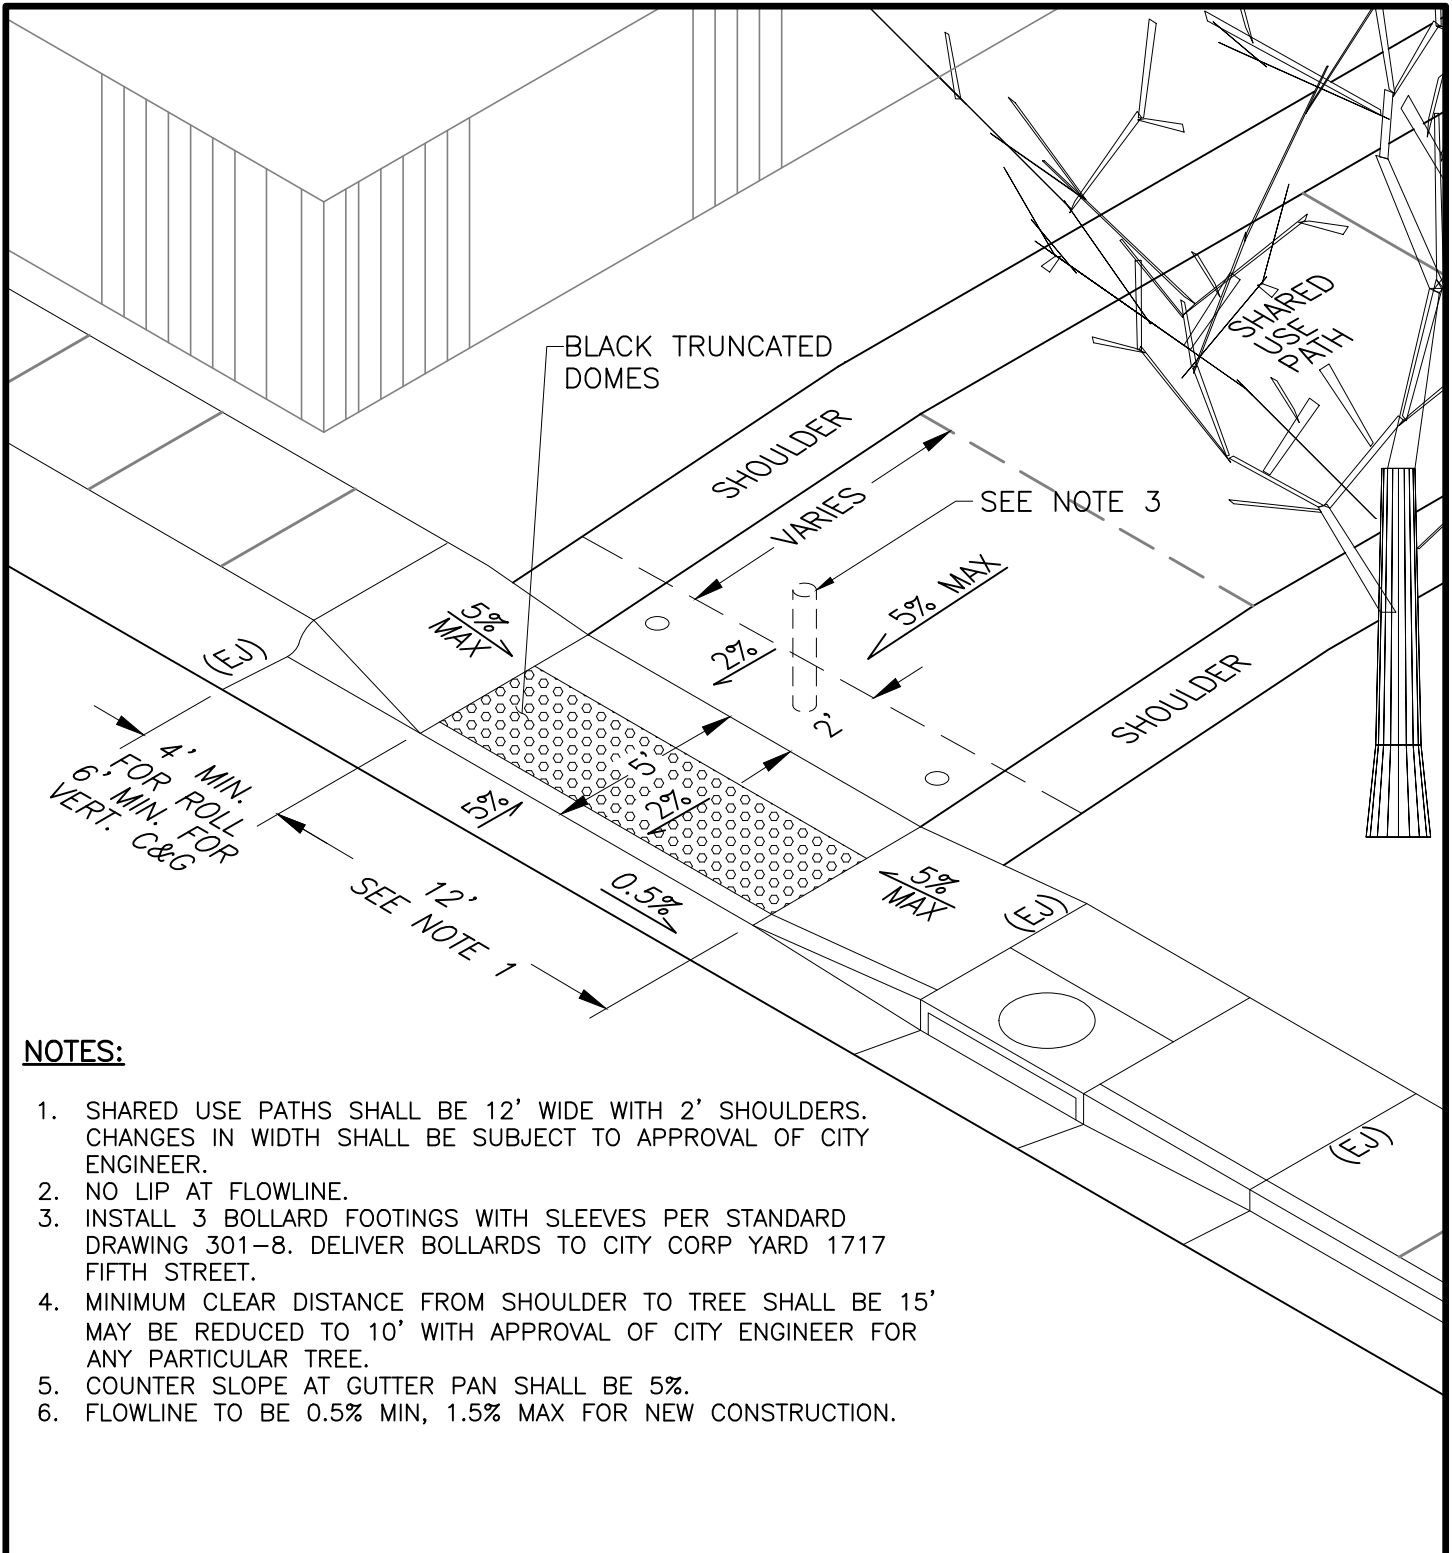 BLACK TRUNCATED
DOMES
SHARED
USE
PATH
SHOULDER
VARIES
SEE NOTE 3
5% MAX
2%
5%
MAX
(EJ)
2'
SHOULDER
5'
2%
4' MIN.
FOR ROLL
6' MIN. FOR
VERT. C&G
5%
0.5%
5%
MAX
(EJ)
12'
SEE NOTE 1
(EJ)
NOTES:
1. SHARED USE PATHS SHALL BE 12' WIDE WITH 2' SHOULDERS.
CHANGES IN WIDTH SHALL BE SUBJECT TO APPROVAL OF CITY
ENGINEER.
2. NO LIP AT FLOWLINE.
3. INSTALL 3 BOLLARD FOOTINGS WITH SLEEVES PER STANDARD
DRAWING 301-8. DELIVER BOLLARDS TO CITY CORP YARD 1717
FIFTH STREET.
4. MINIMUM CLEAR DISTANCE FROM SHOULDER TO TREE SHALL BE 15'
MAY BE REDUCED TO 10' WITH APPROVAL OF CITY ENGINEER FOR
ANY PARTICULAR TREE.
5. COUNTER SLOPE AT GUTTER PAN SHALL BE 5%.
6. FLOWLINE TO BE 0.5% MIN, 1.5% MAX FOR NEW CONSTRUCTION.